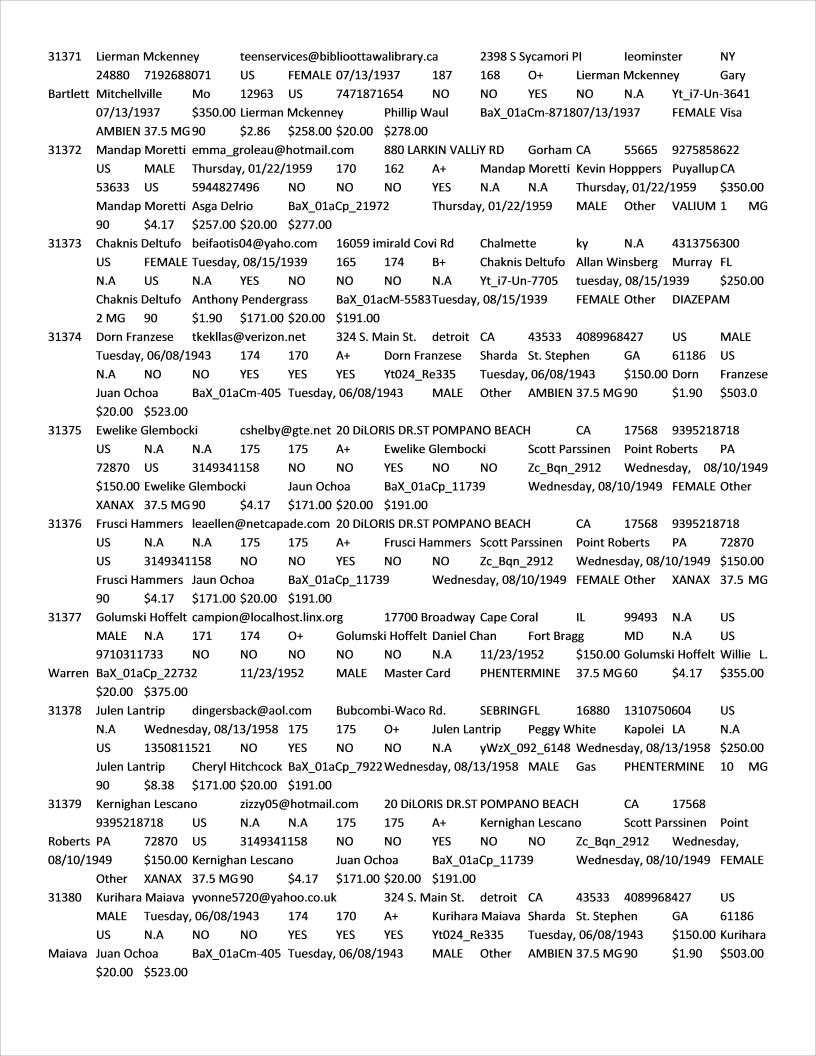 31371 Lierman Mckenney teenservices@biblioottawalibrary.ca 2398 S Sycamori Pl leominster NY
24880 7192688071 US FEMALE 07/13/1937 187 168 O+ Lierman Mckenney Gary
Bartlett Mitchellville Mo 12963 US 7471871654 NO NO YES NO N.A Yt_i7-Un-3641
07/13/1937 $350.00 Lierman Mckenney Phillip Waul BaX_01aCm-871807/13/1937 FEMALE Visa
AMBIEN 37.5 MG 90 $2.86 $258.00 $20.00 $278.00
31372 Mandap Moretti emma_groleau@hotmail.com 880 LARKIN VALLiY RD Gorham CA 55665 9275858622
US MALE Thursday, 01/22/1959 170 162 A+ Mandap Moretti Kevin Hopppers Puyallup CA
53633 US 5944827496 NO NO NO YES N.A N.A Thursday, 01/22/1959 $350.00
Mandap Moretti Asga Delrio BaX_01aCp_21972 Thursday, 01/22/1959 MALE Other VALIUM 1 MG
90 $4.17 $257.00 $20.00 $277.00
31373 Chaknis Deltufo beifaotis04@yaho.com 16059 imirald Covi Rd Chalmette ky N.A 4313756300
US FEMALE Tuesday, 08/15/1939 165 174 B+ Chaknis Deltufo Allan Winsberg Murray FL
N.A US N.A YES NO NO NO N.A Yt_i7-Un-7705 tuesday, 08/15/1939 $250.00
Chaknis Deltufo Anthony Pendergrass BaX_01acM-5583Tuesday, 08/15/1939 FEMALE Other DIAZEPAM
2 MG 90 $1.90 $171.00 $20.00 $191.00
31374 Dorn Franzese tkekllas@verizon.net 324 S. Main St. detroit CA 43533 4089968427 US MALE
Tuesday, 06/08/1943 174 170 A+ Dorn Franzese Sharda St. Stephen GA 61186 US
N.A NO NO YES YES YES Yt024_Re335 Tuesday, 06/08/1943 $150.00 Dorn Franzese
Juan Ochoa BaX_01aCm-405 Tuesday, 06/08/1943 MALE Other AMBIEN 37.5 MG 90 $1.90 $503.0
$20.00 $523.00
31375 Ewelike Glembocki cshelby@gte.net 20 DiLORIS DR.ST POMPANO BEACH CA 17568 9395218718
US N.A N.A 175 175 A+ Ewelike Glembocki Scott Parssinen Point Roberts PA
72870 US 3149341158 NO NO YES NO NO Zc_Bqn_2912 Wednesday, 08/10/1949
$150.00 Ewelike Glembocki Jaun Ochoa BaX_01aCp_11739 Wednesday, 08/10/1949 FEMALE Other
XANAX 37.5 MG 90 $4.17 $171.00 $20.00 $191.00
31376 Frusci Hammers leaellen@netcapade.com 20 DiLORIS DR.ST POMPANO BEACH CA 17568 9395218718
US N.A N.A 175 175 A+ Frusci Hammers Scott Parssinen Point Roberts PA 72870
US 3149341158 NO NO YES NO NO Zc_Bqn_2912 Wednesday, 08/10/1949 $150.00
Frusci Hammers Jaun Ochoa BaX_01aCp_11739 Wednesday, 08/10/1949 FEMALE Other XANAX 37.5 MG
90 $4.17 $171.00 $20.00 $191.00
31377 Golumski Hoffelt campion@localhost.linx.org 17700 Broadway Cape Coral IL 99493 N.A US
MALE N.A 171 174 O+ Golumski Hoffelt Daniel Chan Fort Bragg MD N.A US
9710311733 NO NO NO NO NO N.A 11/23/1952 $150.00 Golumski Hoffelt Willie L.
Warren BaX_01aCp_22732 11/23/1952 MALE Master Card PHENTERMINE 37.5 MG 60 $4.17 $355.00
$20.00 $375.00
31378 Julen Lantrip dingersback@aol.com Bubcombi-Waco Rd. SEBRINGFL 16880 1310750604 US
N.A Wednesday, 08/13/1958 175 175 O+ Julen Lantrip Peggy White Kapolei LA N.A
US 1350811521 NO YES NO NO N.A yWzX_092_6148 Wednesday, 08/13/1958 $250.00
Julen Lantrip Cheryl Hitchcock BaX_01aCp_7922 Wednesday, 08/13/1958 MALE Gas PHENTERMINE 10 MG
90 $8.38 $171.00 $20.00 $191.00
31379 Kernighan Lescano zizzy05@hotmail.com 20 DiLORIS DR.ST POMPANO BEACH CA 17568
9395218718 US N.A N.A 175 175 A+ Kernighan Lescano Scott Parssinen Point
Roberts PA 72870 US 3149341158 NO NO YES NO NO Zc_Bqn_2912 Wednesday,
08/10/1949 $150.00 Kernighan Lescano Juan Ochoa BaX_01aCp_11739 Wednesday, 08/10/1949 FEMALE
Other XANAX 37.5 MG 90 $4.17 $171.00 $20.00 $191.00
31380 Kurihara Maiava yvonne5720@yahoo.co.uk 324 S. Main St. detroit CA 43533 4089968427 US
MALE Tuesday, 06/08/1943 174 170 A+ Kurihara Maiava Sharda St. Stephen GA 61186
US N.A NO NO YES YES YES Yt024_Re335 Tuesday, 06/08/1943 $150.00 Kurihara
Maiava Juan Ochoa BaX_01aCm-405 Tuesday, 06/08/1943 MALE Other AMBIEN 37.5 MG 90 $1.90 $503.00
$20.00 $523.00